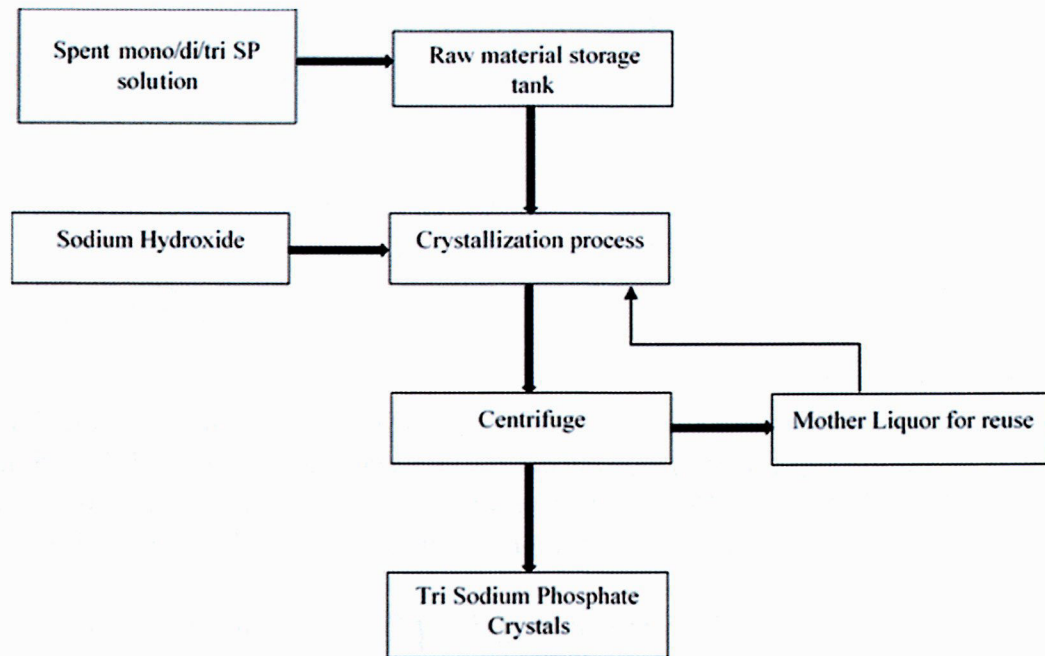 Spent mono/di/tri SP
solution
Raw material storage
tank
Sodium Hydroxide
Crystallization process
Centrifuge
Mother Liquor for reuse
Tri Sodium Phosphate
Crystals